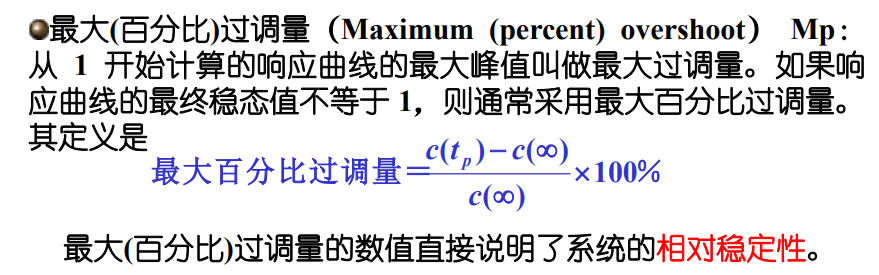 最大(百分比)过调量（Maximum (percent) overshoot） Mp：
从 1 开始计算的响应曲线的最大峰值叫做最大过调量。如果响
应曲线的最终稳态值不等于1，则通常采用最大百分比过调量。
其定义是
最大百分比过调量＝c(tₚ)−c(∞)/c(∞)×100%
最大(百分比)过调量的数值直接说明了系统的相对稳定性。